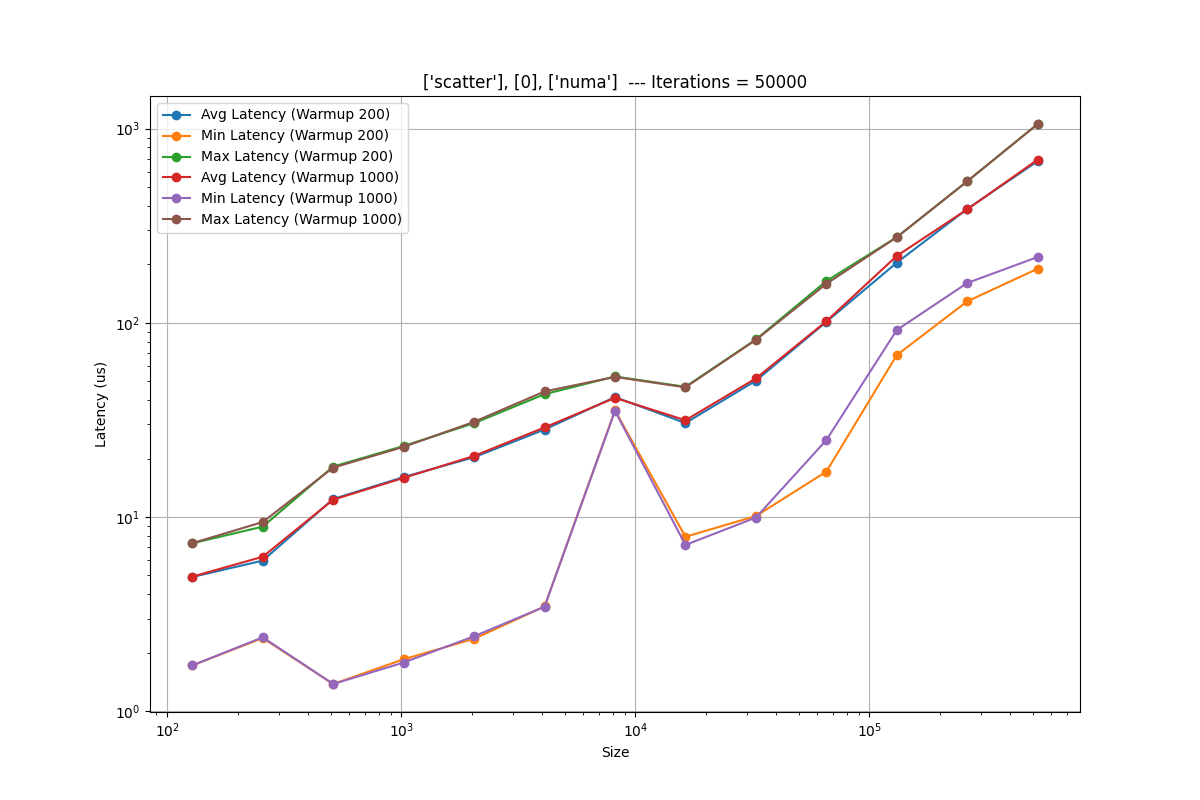 ['scatter'], [0], ['numa']  --- Iterations = 50000
Avg Latency (Warmup 200)
Min Latency (Warmup 200)
Max Latency (Warmup 200)
Avg Latency (Warmup 1000)
Min Latency (Warmup 1000)
Max Latency (Warmup 1000)
10³
10²
10¹
10⁰
Latency (us)
10²
10³
10⁴
10⁵
Size